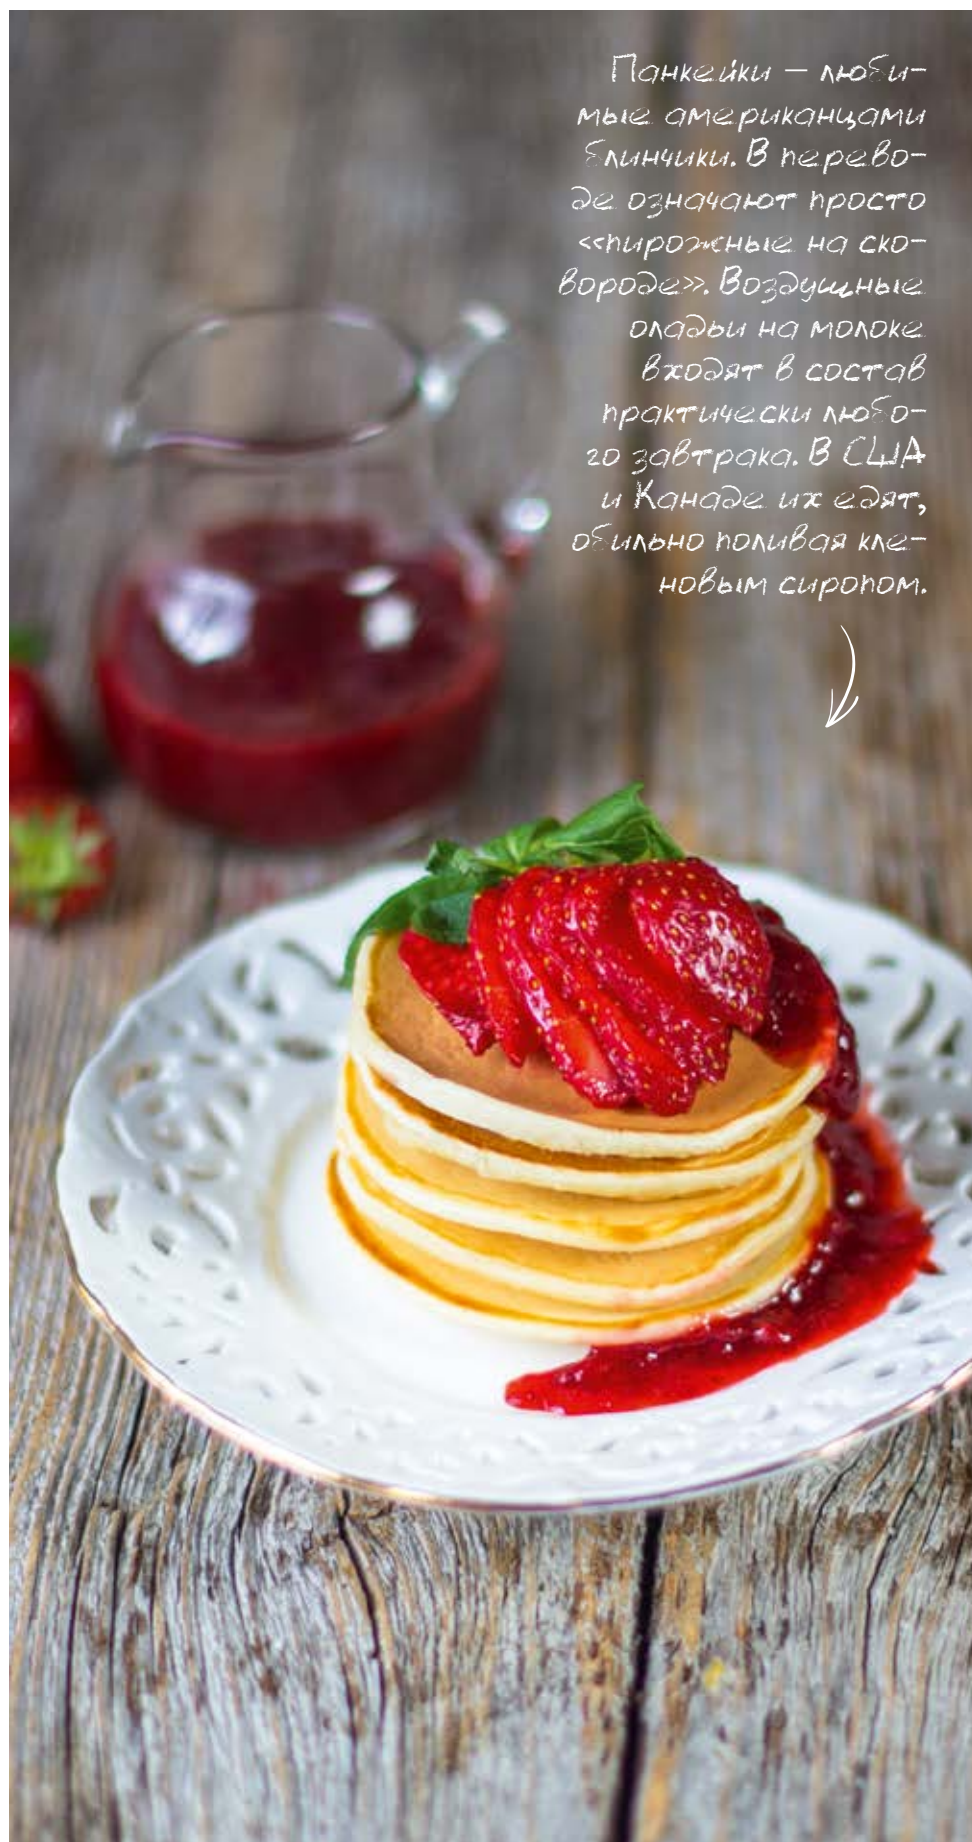 Панкейки — люби-
мые американцами
блинчики. В перево-
де означают просто
«пирожные на ско-
вороде». Воздушные
оладьи на молоке
входят в состав
практически любо-
го завтрака. В США
и Канаде их едят,
обильно поливая кле-
новым сиропом.